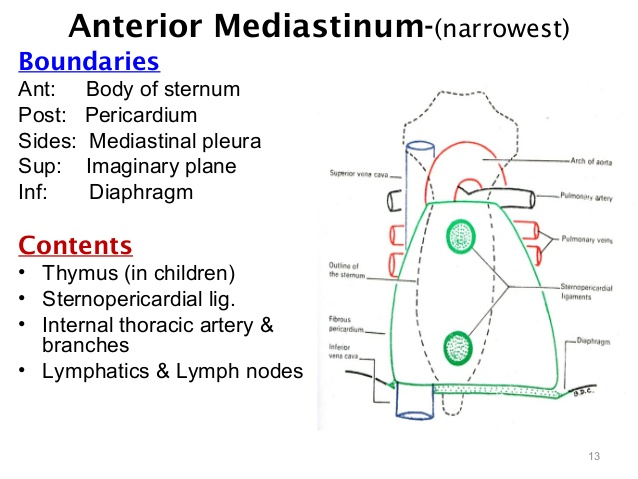 Anterior Mediastinum-(narrowest)
Boundaries
Ant: Body of sternum
Post: Pericardium
Sides: Mediastinal pleura
Sup: Imaginary plane
Inf: Diaphragm
Contents
• Thymus (in children)
• Sternopericardial lig.
• Internal thoracic artery &
branches
• Lymphatics & Lymph nodes
Superior vena cava
Arch of aorta
Pulmonary artery
Pulmonary veins
Outline of
the sternum
Sternopericardial
ligaments
Fibrous
pericardium
Inferior
vena cava
Diaphragm
B.D.C.
13